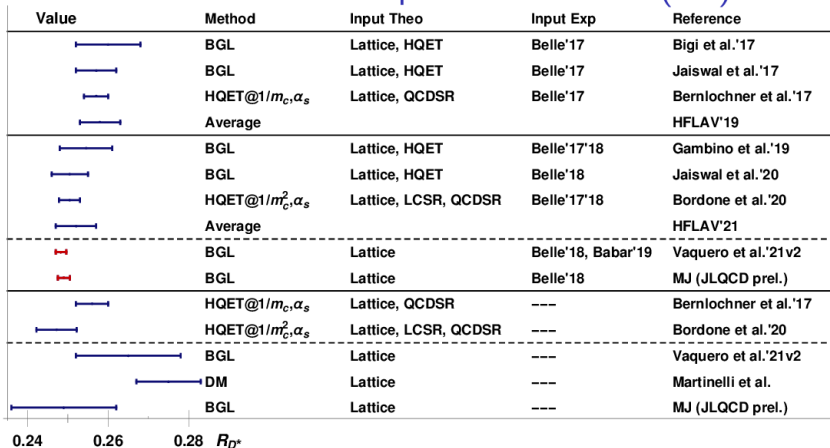 Value Method Input Theo Input Exp Reference
BGL Lattice, HQET Belle'17 Bigi et al.'17
BGL Lattice, HQET Belle'17 Jaiswal et al.'17
HQET@1/m_c,α_s Lattice, QCDSR Belle'17 Bernlochner et al.'17
Average HFLAV'19
BGL Lattice, HQET Belle'17'18 Gambino et al.'19
BGL Lattice, HQET Belle'18 Jaiswal et al.'20
HQET@1/m_c^2,α_s Lattice, LCSR, QCDSR Belle'17'18 Bordone et al.'20
Average HFLAV'21
BGL Lattice Belle'18, Babar'19 Vaquero et al.'21v2
BGL Lattice Belle'18 MJ (JLQCD prel.)
HQET@1/m_c,α_s Lattice, QCDSR --- Bernlochner et al.'17
HQET@1/m_c^2,α_s Lattice, LCSR, QCDSR --- Bordone et al.'20
BGL Lattice --- Vaquero et al.'21v2
DM Lattice --- Martinelli et al.
BGL Lattice --- MJ (JLQCD prel.)
0.24 0.26 0.28 R_D*